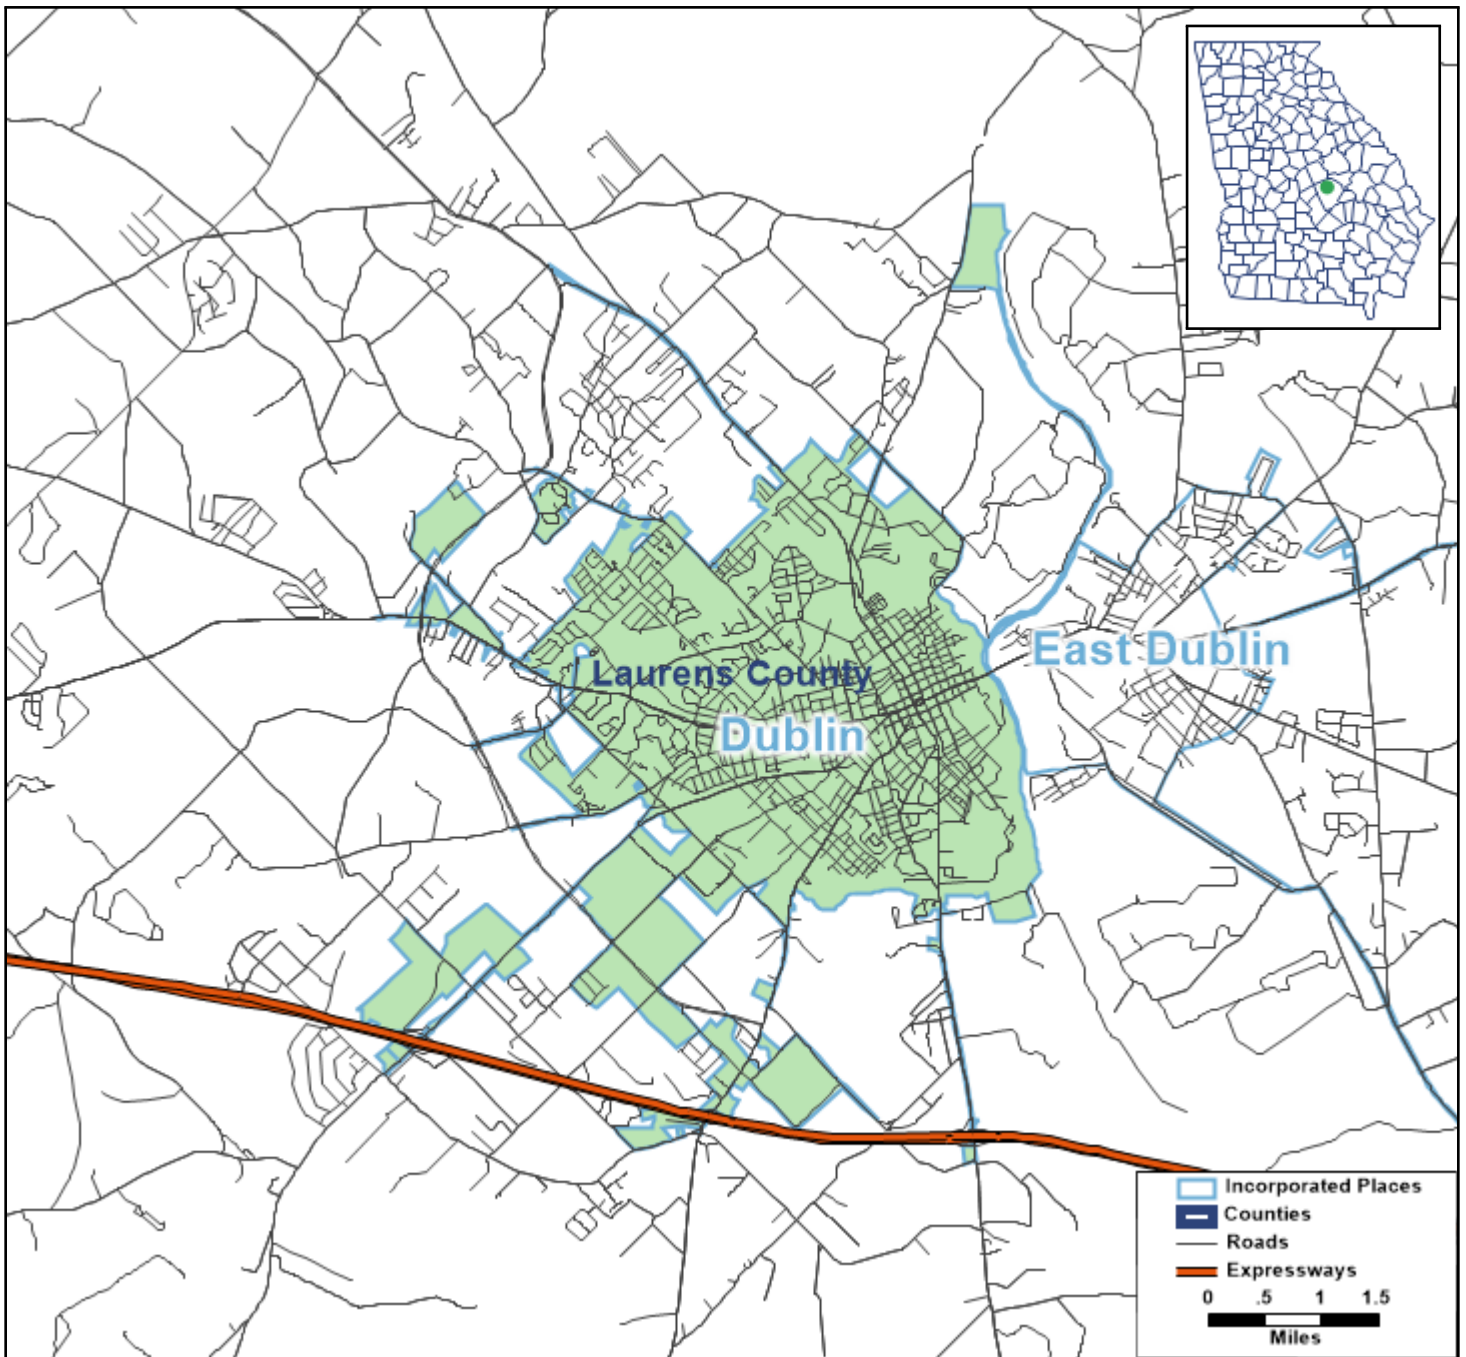 East Dublin
Laurens County
Dublin
Incorporated Places
Counties
Roads
Expressways
0 .5 1 1.5
Miles